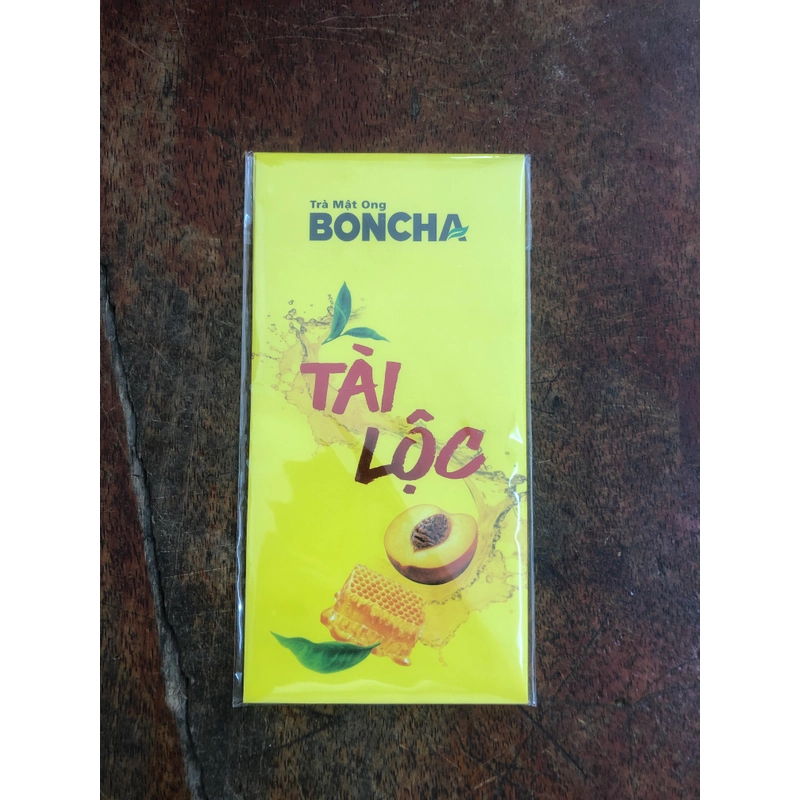 Trà Mật Ong
BONCHA
TÀI
LỘC